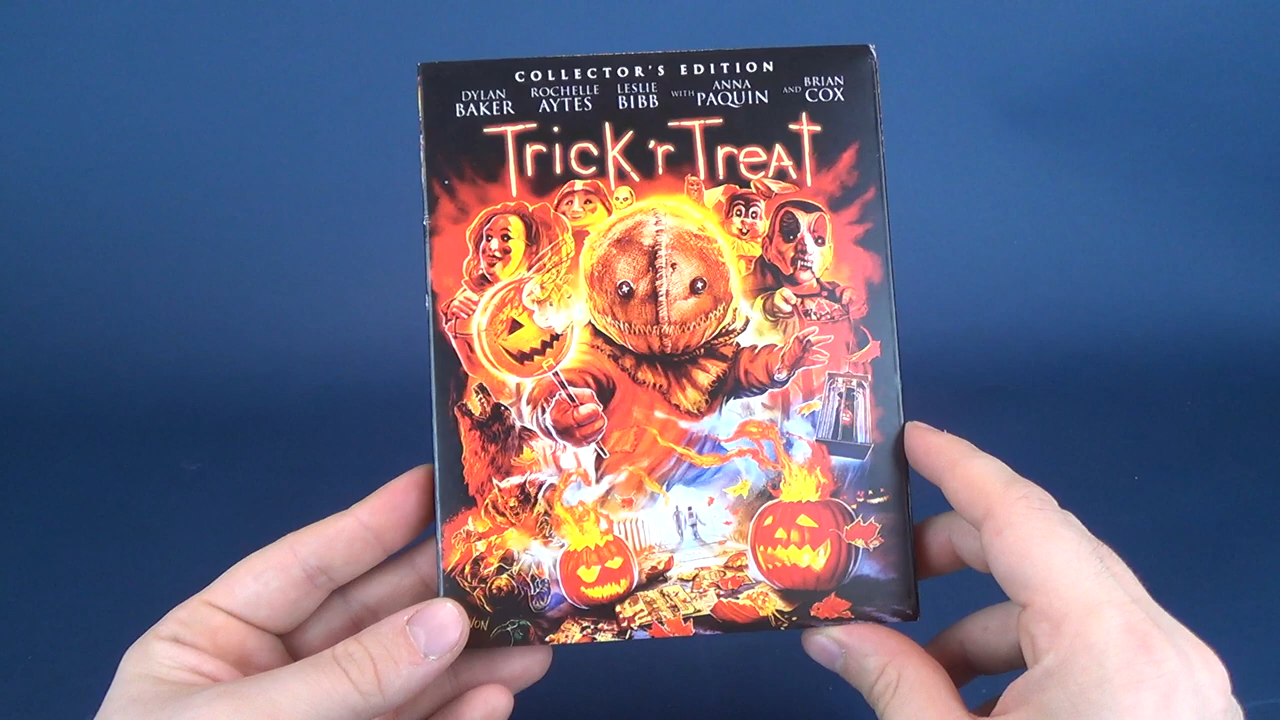 COLLECTOR'S EDITION
DYLAN BAKER ROCHELLE AYTES LESLIE BIBB WITH ANNA PAQUIN AND BRIAN COX
Trick 'r Treat